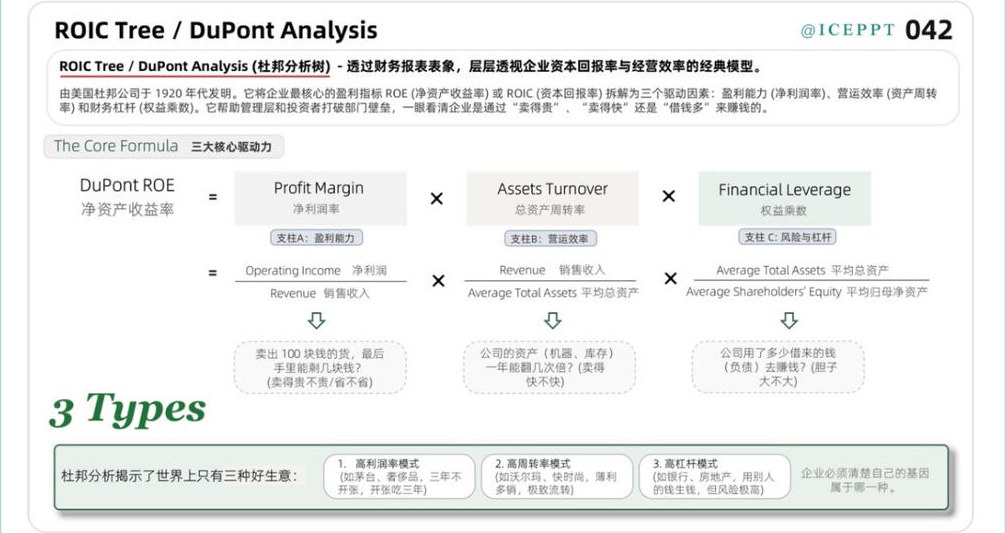 ROIC Tree / DuPont Analysis
@ICEPPT 042
ROIC Tree / DuPont Analysis (杜邦分析树) - 透过财务报表表象，层层透视企业资本回报率与经营效率的经典模型。
由美国杜邦公司于 1920 年代发明。它将企业最核心的盈利指标 ROE (净资产收益率) 或 ROIC (资本回报率) 拆解为三个驱动因素：盈利能力 (净利润率)、营运效率 (资产周转
率) 和财务杠杆 (权益乘数)。它帮助管理层和投资者打破部门壁垒，一眼看清企业是通过 “卖得贵” 、 “卖得快” 还是 “借钱多” 来赚钱的。
The Core Formula 三大核心驱动力
DuPont ROE
净资产收益率
=
Profit Margin
净利润率
×
Assets Turnover
总资产周转率
×
Financial Leverage
权益乘数
支柱A：盈利能力
支柱B：营运效率
支柱 C: 风险与杠杆
=
Operating Income 净利润
Revenue 销售收入
×
Revenue 销售收入
Average Total Assets 平均总资产
×
Average Total Assets 平均总资产
Average Shareholders' Equity 平均归母净资产
卖出 100 块钱的货，最后
手里能剩几块钱？
(卖得贵不贵/省不省)
公司的资产（机器、库存）
一年能翻几次倍？ (卖得
快不快)
公司用了多少借来的钱
（负债）去赚钱？(胆子
大不大)
3 Types
杜邦分析揭示了世界上只有三种好生意：
1. 高利润率模式
(如茅台、奢侈品，三年不
开张，开张吃三年)
2. 高周转率模式
(如沃尔玛、快时尚，薄利
多销，极致流转)
3. 高杠杆模式
(如银行、房地产，用别人
的钱生钱，但风险极高)
企业必须清楚自己的基因
属于哪一种。